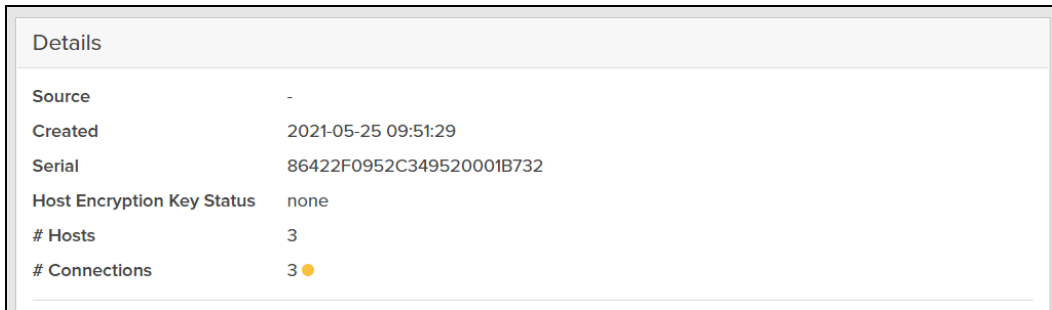 Details
Source -
Created 2021-05-25 09:51:29
Serial 86422F0952C349520001B732
Host Encryption Key Status none
# Hosts 3
# Connections 3